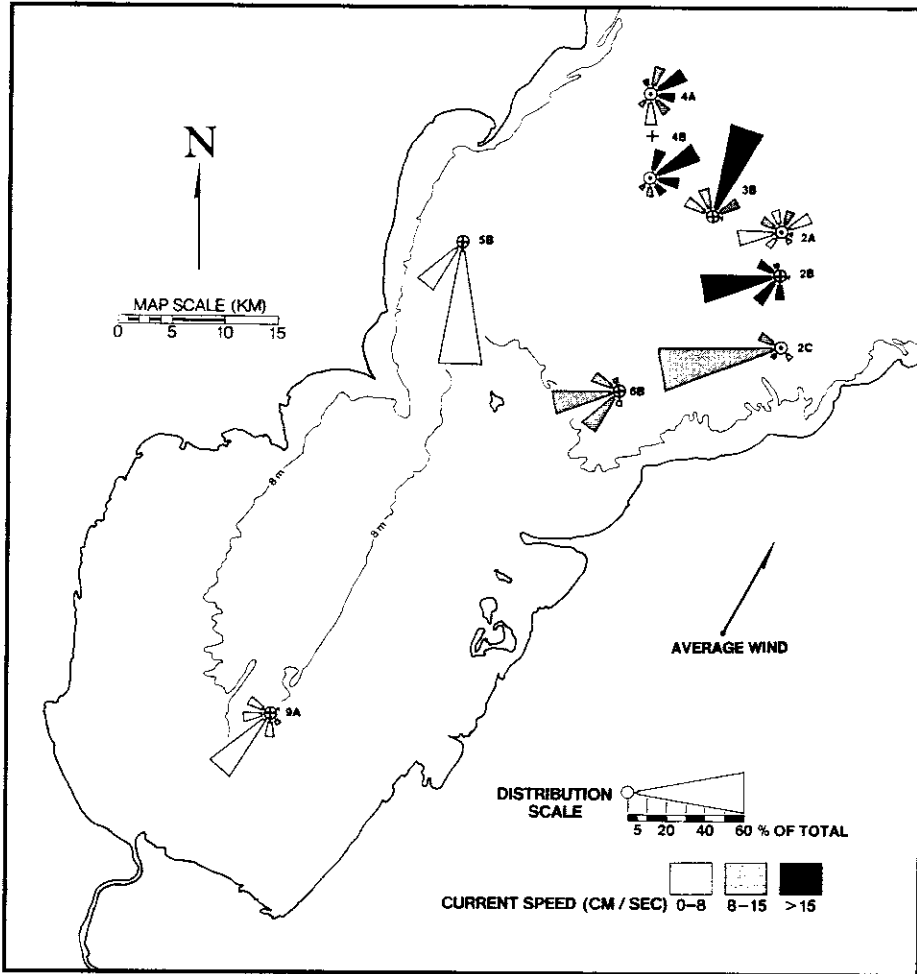 4A
N
4B
3B
5B
2A
2B
MAP SCALE (KM)
0 5 10 15
2C
6B
8 m
8 m
AVERAGE WIND
9A
DISTRIBUTION
SCALE
5 20 40 60 % OF TOTAL
CURRENT SPEED (CM / SEC) 0–8 8–15 >15